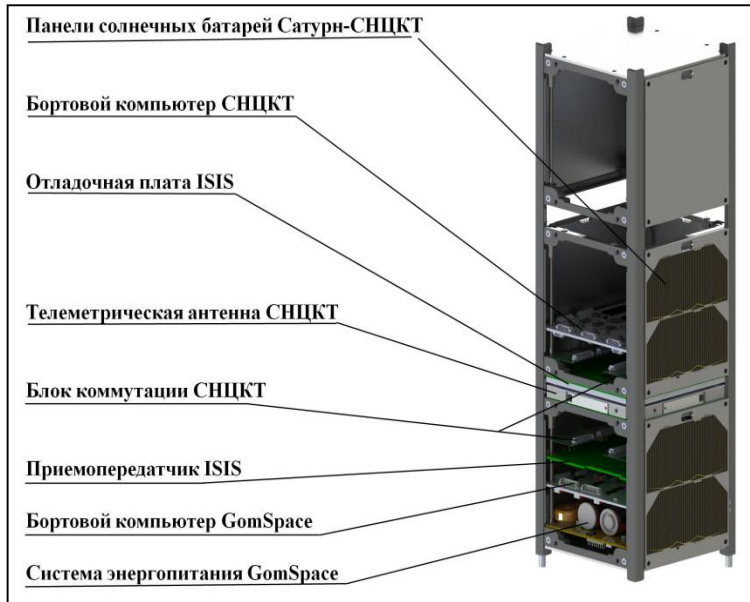 Панели солнечных батарей Сатурн-СНЦКТ
Бортовой компьютер СНЦКТ
Отладочная плата ISIS
Телеметрическая антенна СНЦКТ
Блок коммутации СНЦКТ
Приемопередатчик ISIS
Бортовой компьютер GomSpace
Система энергопитания GomSpace